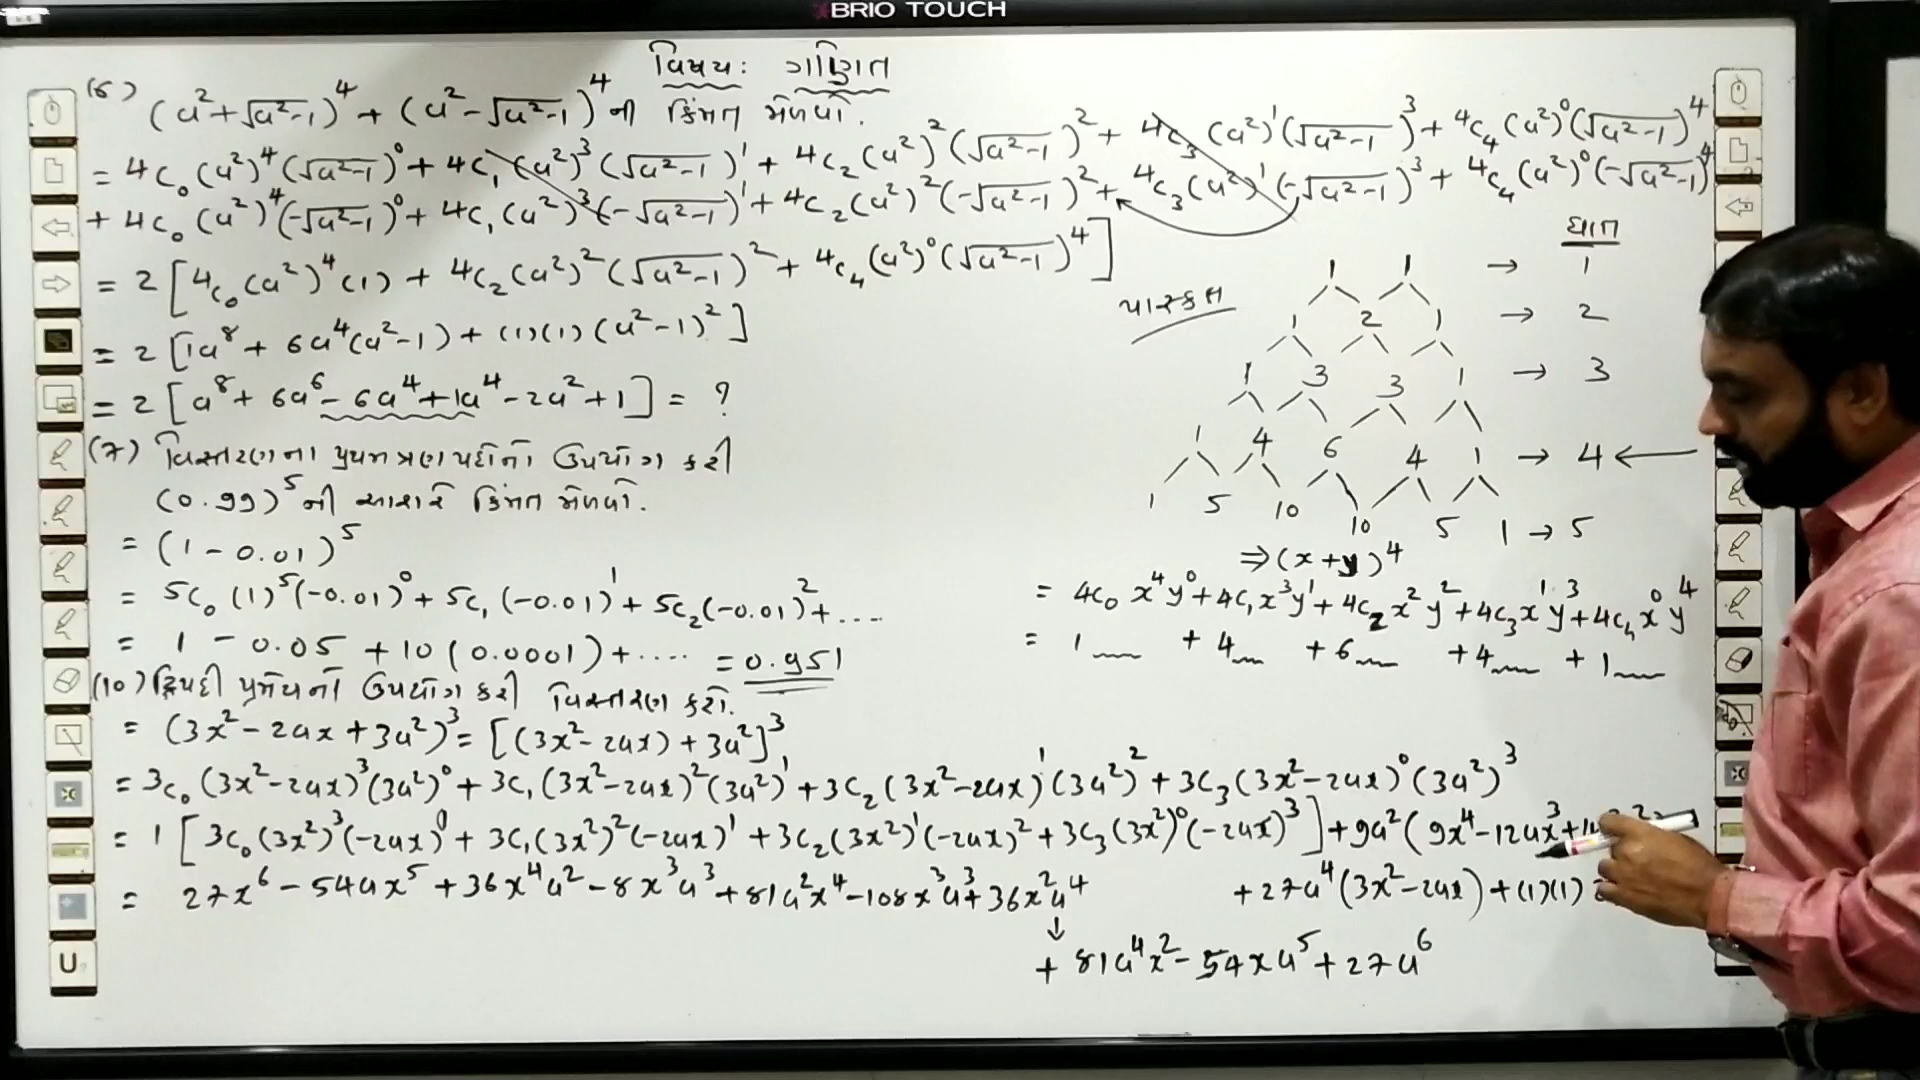 BRIO TOUCH
વિષય: ગણિત
(6) (a²+√(a²-1))⁴ + (a²-√(a²-1))⁴ ની કિંમત મેળવો.
= 4C₀(a²)⁴(√(a²-1))⁰ + 4C₁(a²)³(√(a²-1))¹ + 4C₂(a²)²(√(a²-1))² + 4C₃(a²)¹(√(a²-1))³ + 4C₄(a²)⁰(√(a²-1))⁴
+ 4C₀(a²)⁴(-√(a²-1))⁰ + 4C₁(a²)³(-√(a²-1))¹ + 4C₂(a²)²(-√(a²-1))² + 4C₃(a²)¹(-√(a²-1))³ + 4C₄(a²)⁰(-√(a²-1))⁴
= 2[4C₀(a²)⁴(1) + 4C₂(a²)²(√(a²-1))² + 4C₄(a²)⁰(√(a²-1))⁴]
= 2[1a⁸ + 6a⁴(a²-1) + (1)(1)(a²-1)²]
= 2[a⁸ + 6a⁶ - 6a⁴ + 1a⁴ - 2a² + 1] = ?
(7) વિસ્તરણના પ્રથમ ત્રણ પદોનો ઉપયોગ કરી
(0.99)⁵ ની આશરે કિંમત મેળવો.
= (1 - 0.01)⁵
= 5C₀(1)⁵(-0.01)⁰ + 5C₁(-0.01)¹ + 5C₂(-0.01)² + ....
= 1 - 0.05 + 10(0.0001) + .... = 0.951
(10) દ્વિપદી પ્રમેયનો ઉપયોગ કરી વિસ્તરણ કરો.
= (3x² - 2ax + 3a²)³ = [(3x² - 2ax) + 3a²]³
= 3C₀(3x²-2ax)³(3a²)⁰ + 3C₁(3x²-2ax)²(3a²)¹ + 3C₂(3x²-2ax)¹(3a²)² + 3C₃(3x²-2ax)⁰(3a²)³
= 1[3C₀(3x²)³(-2ax)⁰ + 3C₁(3x²)²(-2ax)¹ + 3C₂(3x²)¹(-2ax)² + 3C₃(3x²)⁰(-2ax)³] + 9a²(9x⁴ - 12ax³ +
+ 27a⁴(3x² - 2ax) + (1)(1)
= 27x⁶ - 54ax⁵ + 36x⁴a² - 8x³a³ + 81a²x⁴ - 108x³a³ + 36x²a⁴
↓
+ 81a⁴x² - 54xa⁵ + 27a⁶
ઘાત
પાસ્કલ
1 1 → 1
1 2 1 → 2
1 3 3 1 → 3
1 4 6 4 1 → 4 ←
1 5 10 10 5 1 → 5
⇒ (x+y)⁴
= 4C₀x⁴y⁰ + 4C₁x³y¹ + 4C₂x²y² + 4C₃x¹y³ + 4C₄x⁰y⁴
= 1 + 4 + 6 + 4 + 1
U